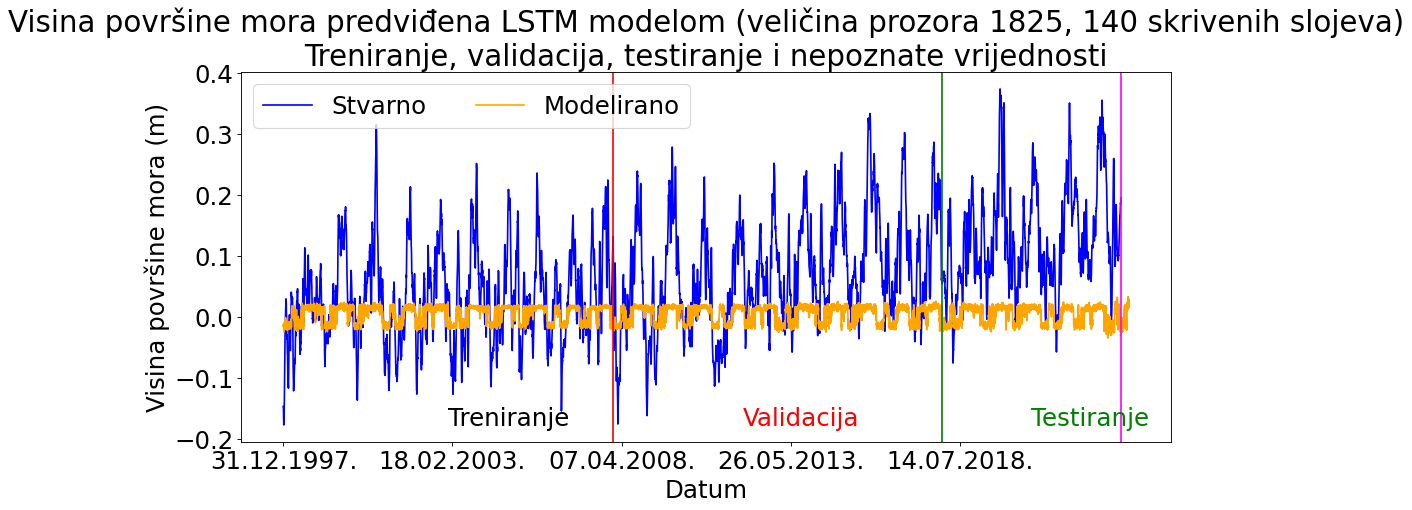 Visina površine mora predviđena LSTM modelom (veličina prozora 1825, 140 skrivenih slojeva)
Treniranje, validacija, testiranje i nepoznate vrijednosti
Stvarno Modelirano
Visina površine mora (m)
0.4
0.3
0.2
0.1
0.0
−0.1
−0.2
Treniranje Validacija Testiranje
31.12.1997. 18.02.2003. 07.04.2008. 26.05.2013. 14.07.2018.
Datum